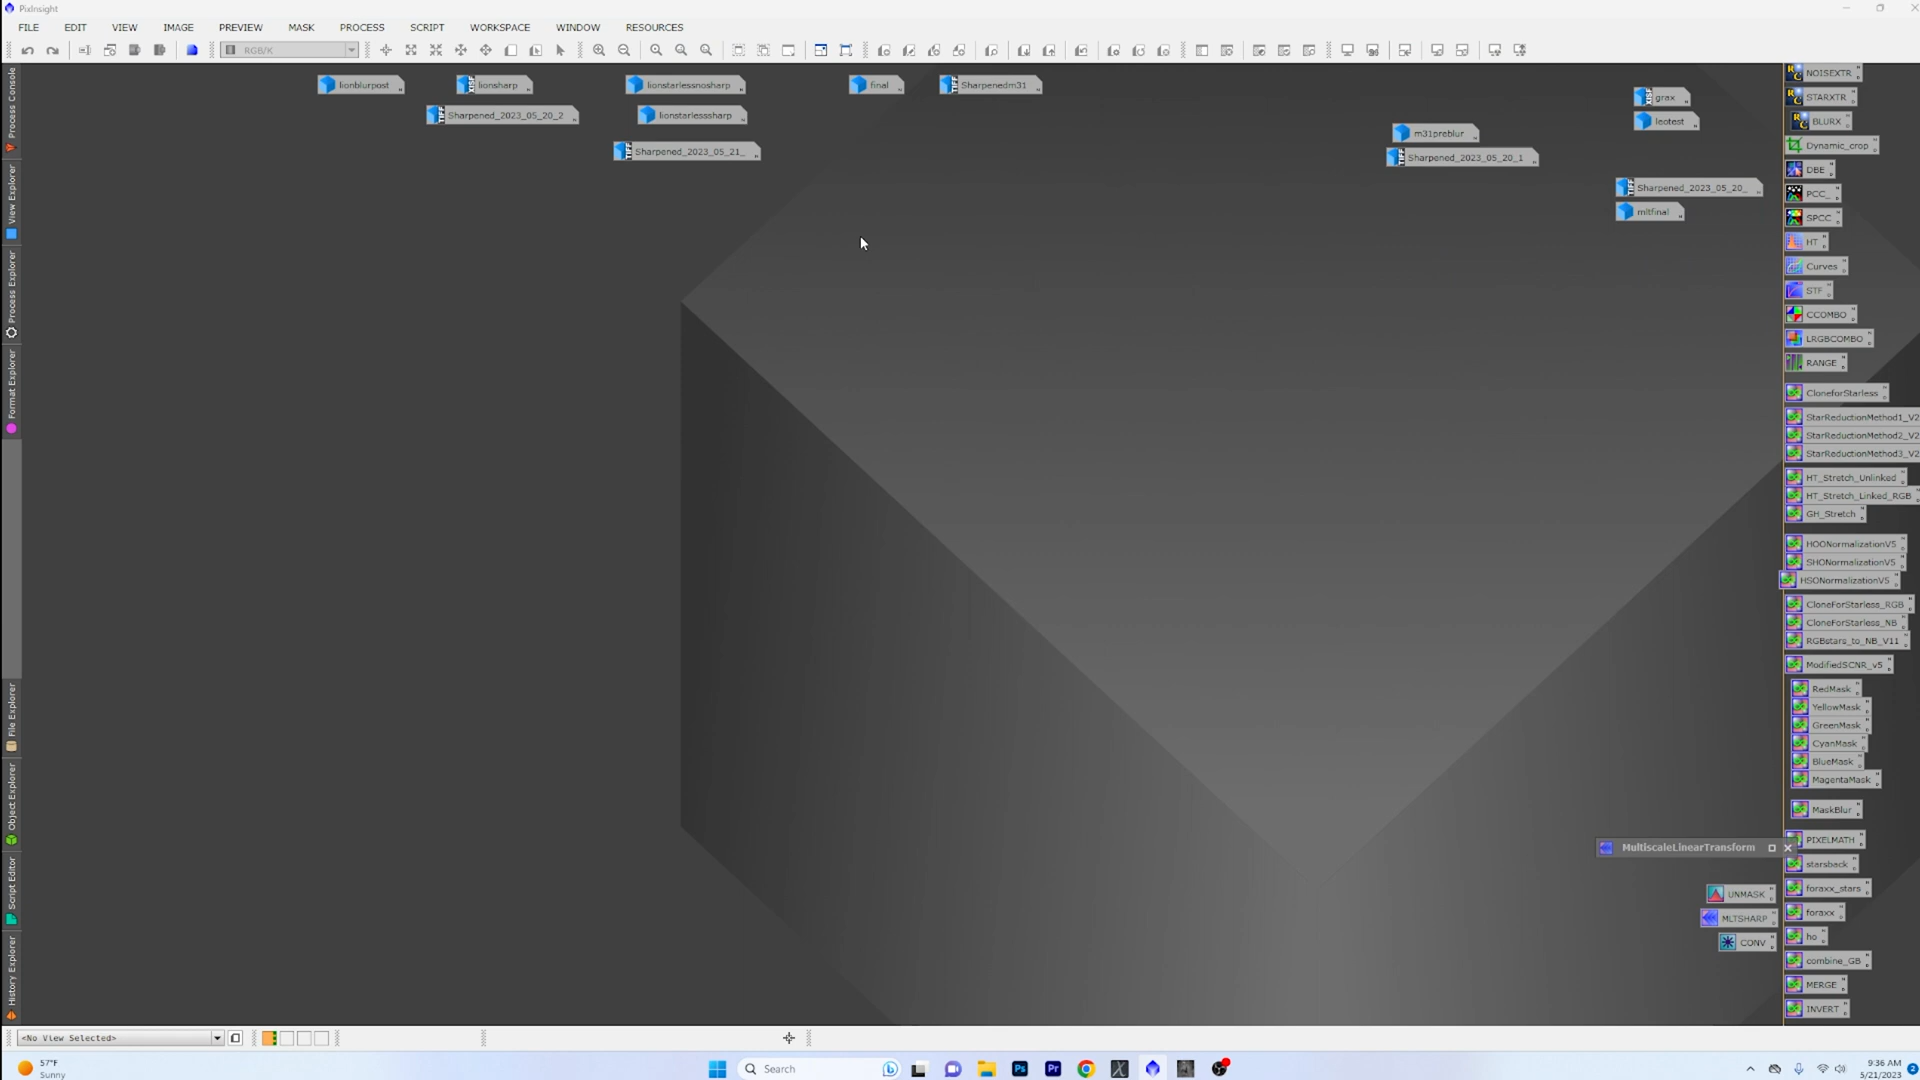 PixInsight
FILE EDIT VIEW IMAGE PREVIEW MASK PROCESS SCRIPT WORKSPACE WINDOW RESOURCES
RGB/K
Process Console
View Explorer
Process Explorer
Format Explorer
File Explorer
Object Explorer
Script Editor
History Explorer
lionblurpost
lionsharp
lionstarlessnosharp
final
Sharpenedm31
Sharpened_2023_05_20_2
lionstarlesssharp
Sharpened_2023_05_21_
grax
leotest
m31preblur
Sharpened_2023_05_20_1
Sharpened_2023_05_20_
mltfinal
NOISEXTR
STARXTR
BLURX
Dynamic_crop
DBE
PCC_
SPCC
HT
Curves
STF
CCOMBO
LRGBCOMBO
RANGE
CloneforStarless
StarReductionMethod1_V2
StarReductionMethod2_V2
StarReductionMethod3_V2
HT_Stretch_Unlinked
HT_Stretch_Linked_RGB
GH_Stretch
HOONormalizationV5
SHONormalizationV5
HSONormalizationV5
CloneForStarless_RGB
CloneForStarless_NB
RGBstars_to_NB_V11
ModifiedSCNR_v5
RedMask
YellowMask
GreenMask
CyanMask
BlueMask
MagentaMask
MaskBlur
PIXELMATH
MultiscaleLinearTransform
starsback
foraxx_stars
foraxx
ho
combine_GB
MERGE
INVERT
UNMASK
MLTSHARP
CONV
<No View Selected>
57°F
Sunny
Search
9:36 AM
5/21/2023
2